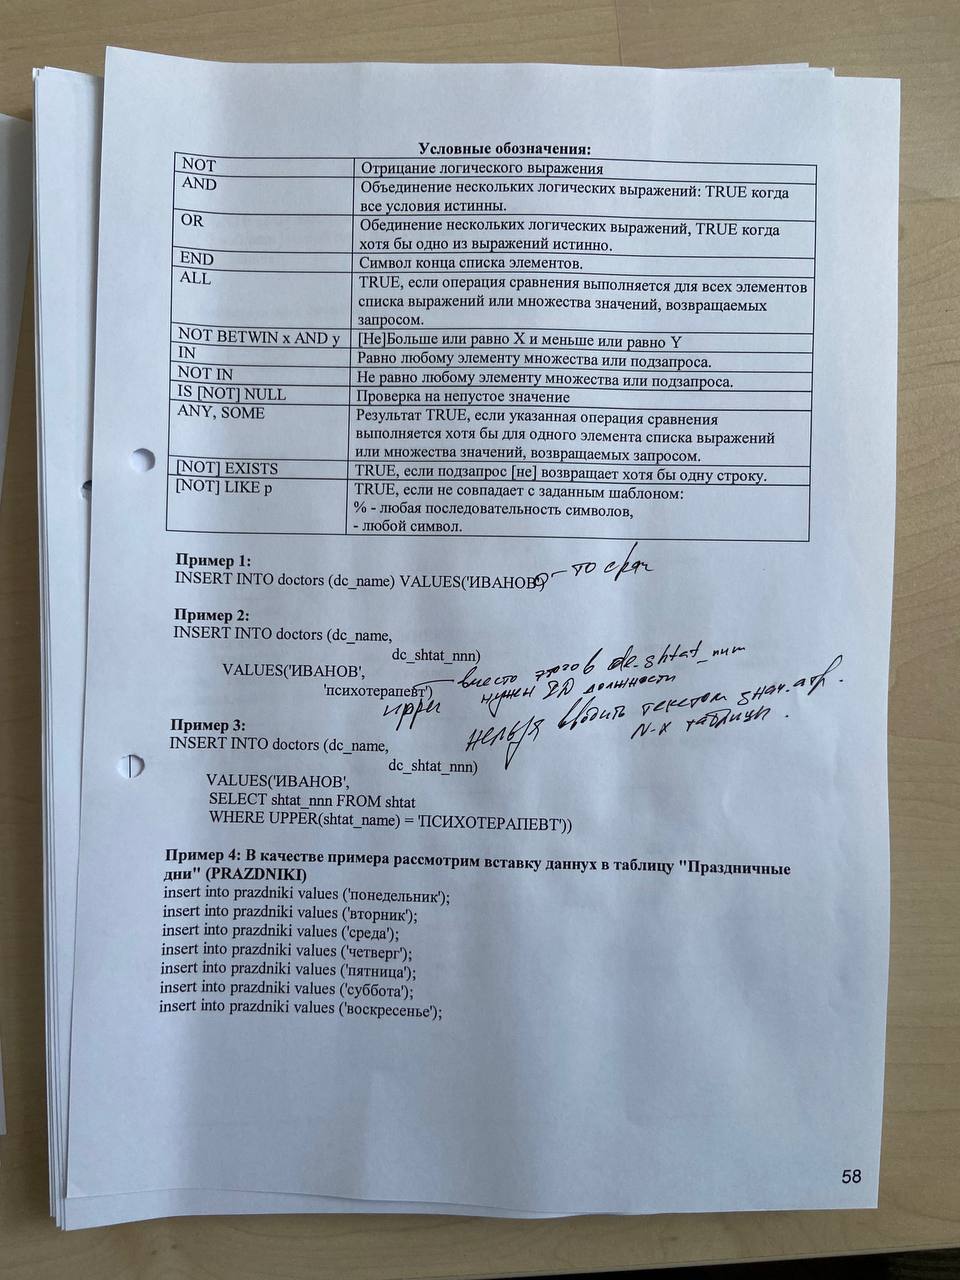 Условные обозначения:
NOT Отрицание логического выражения
AND Объединение нескольких логических выражений: TRUE когда
все условия истинны.
OR Обединение нескольких логических выражений, TRUE когда
хотя бы одно из выражений истинно.
END Символ конца списка элементов.
ALL TRUE, если операция сравнения выполняется для всех элементов
списка выражений или множества значений, возвращаемых
запросом.
NOT BETWIN x AND y [Не]Больше или равно X и меньше или равно Y
IN Равно любому элементу множества или подзапроса.
NOT IN Не равно любому элементу множества или подзапроса.
IS [NOT] NULL Проверка на непустое значение
ANY, SOME Результат TRUE, если указанная операция сравнения
выполняется хотя бы для одного элемента списка выражений
или множества значений, возвращаемых запросом.
[NOT] EXISTS TRUE, если подзапрос [не] возвращает хотя бы одну строку.
[NOT] LIKE p TRUE, если не совпадает с заданным шаблоном:
% - любая последовательность символов,
- любой символ.
Пример 1:
INSERT INTO doctors (dc_name) VALUES('ИВАНОВ') – то
Пример 2:
INSERT INTO doctors (dc_name,
dc_shtat_nnn)
VALUES('ИВАНОВ', вместо этого в shtat_num
'психотерапевт') нужен ID должности
upper нельзя вводить текстом знач. атр.
N-х таблицы.
Пример 3:
INSERT INTO doctors (dc_name,
dc_shtat_nnn)
VALUES('ИВАНОВ',
SELECT shtat_nnn FROM shtat
WHERE UPPER(shtat_name) = 'ПСИХОТЕРАПЕВТ'))
Пример 4: В качестве примера рассмотрим вставку даннух в таблицу "Праздничные
дни" (PRAZDNIKI)
insert into prazdniki values ('понедельник');
insert into prazdniki values ('вторник');
insert into prazdniki values ('среда');
insert into prazdniki values ('четверг');
insert into prazdniki values ('пятница');
insert into prazdniki values ('суббота');
insert into prazdniki values ('воскресенье');
58